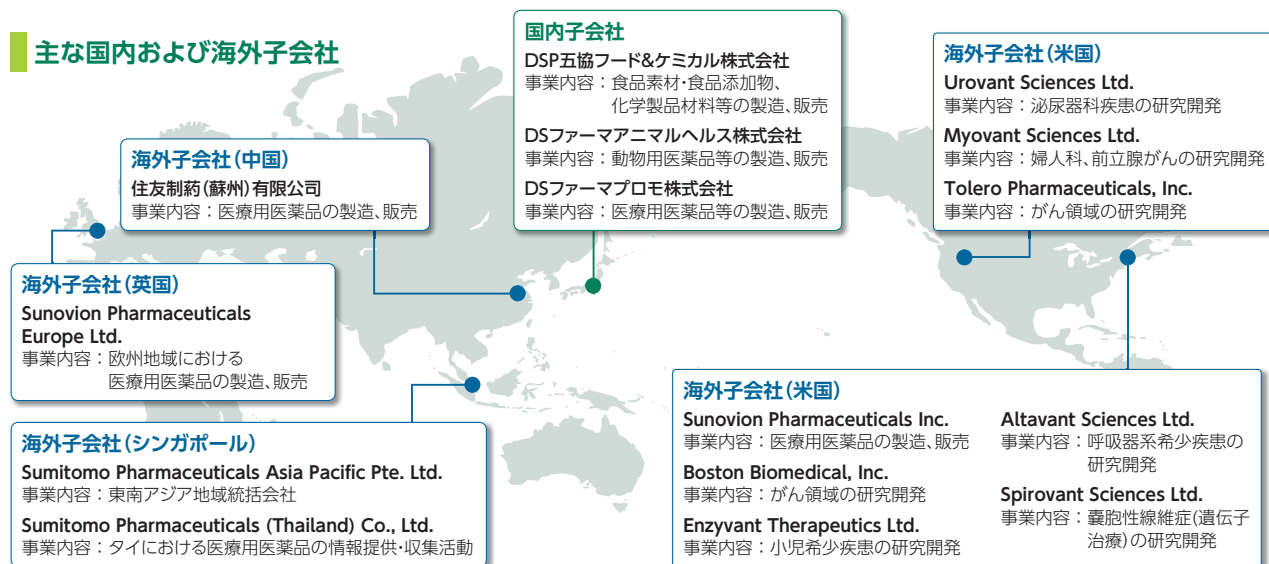 主な国内および海外子会社
国内子会社
DSP五協フード&ケミカル株式会社
事業内容：食品素材・食品添加物、
化学製品材料等の製造、販売
DSファーマアニマルヘルス株式会社
事業内容：動物用医薬品等の製造、販売
DSファーマプロモ株式会社
事業内容：医療用医薬品等の製造、販売
海外子会社(米国)
Urovant Sciences Ltd.
事業内容：泌尿器科疾患の研究開発
Myovant Sciences Ltd.
事業内容：婦人科、前立腺がんの研究開発
Tolero Pharmaceuticals, Inc.
事業内容：がん領域の研究開発
海外子会社(中国)
住友制葯(蘇州)有限公司
事業内容：医療用医薬品の製造、販売
海外子会社(英国)
Sunovion Pharmaceuticals
Europe Ltd.
事業内容：欧州地域における
医療用医薬品の製造、販売
海外子会社(シンガポール)
Sumitomo Pharmaceuticals Asia Pacific Pte. Ltd.
事業内容：東南アジア地域統括会社
Sumitomo Pharmaceuticals (Thailand) Co., Ltd.
事業内容：タイにおける医療用医薬品の情報提供・収集活動
海外子会社(米国)
Sunovion Pharmaceuticals Inc.
事業内容：医療用医薬品の製造、販売
Boston Biomedical, Inc.
事業内容：がん領域の研究開発
Enzyvant Therapeutics Ltd.
事業内容：小児希少疾患の研究開発
Altavant Sciences Ltd.
事業内容：呼吸器系希少疾患の
研究開発
Spirovant Sciences Ltd.
事業内容：嚢胞性線維症(遺伝子
治療)の研究開発